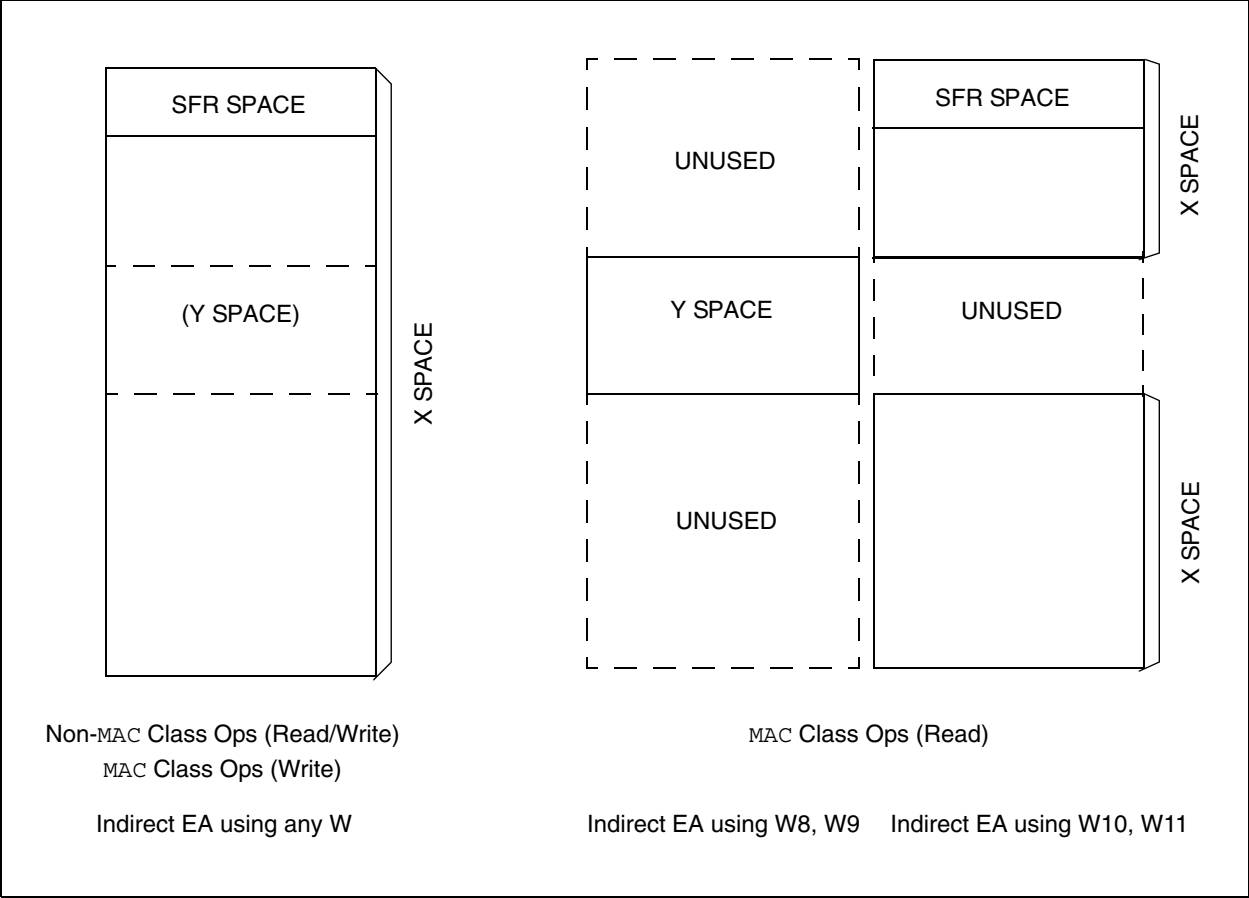 SFR SPACE
(Y SPACE)
X SPACE
Non-MAC Class Ops (Read/Write)
MAC Class Ops (Write)
Indirect EA using any W
UNUSED
Y SPACE
UNUSED
SFR SPACE
X SPACE
UNUSED
X SPACE
MAC Class Ops (Read)
Indirect EA using W8, W9
Indirect EA using W10, W11